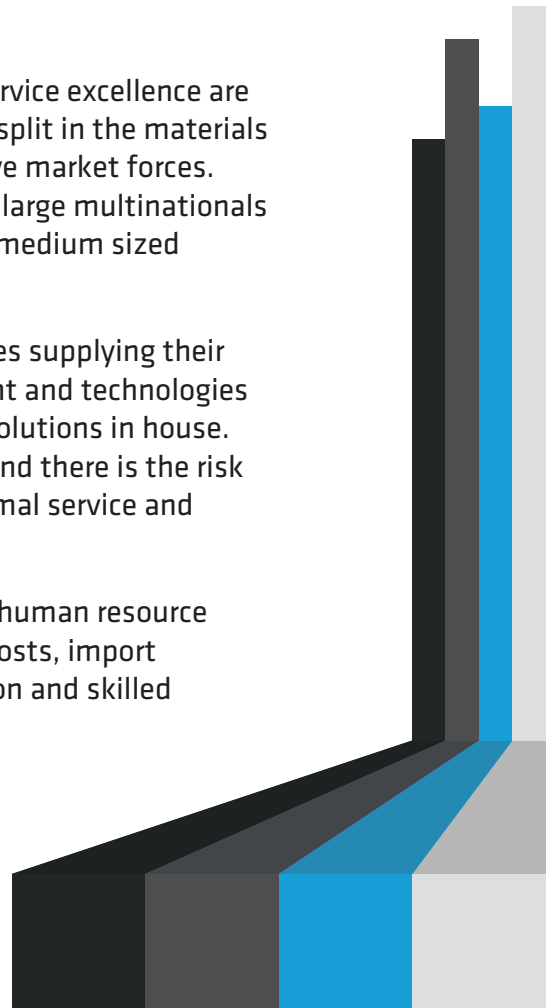 rvice excellence are
split in the materials
ve market forces.
large multinationals
medium sized
es supplying their
nt and technologies
olutions in house.
nd there is the risk
mal service and
human resource
osts, import
on and skilled